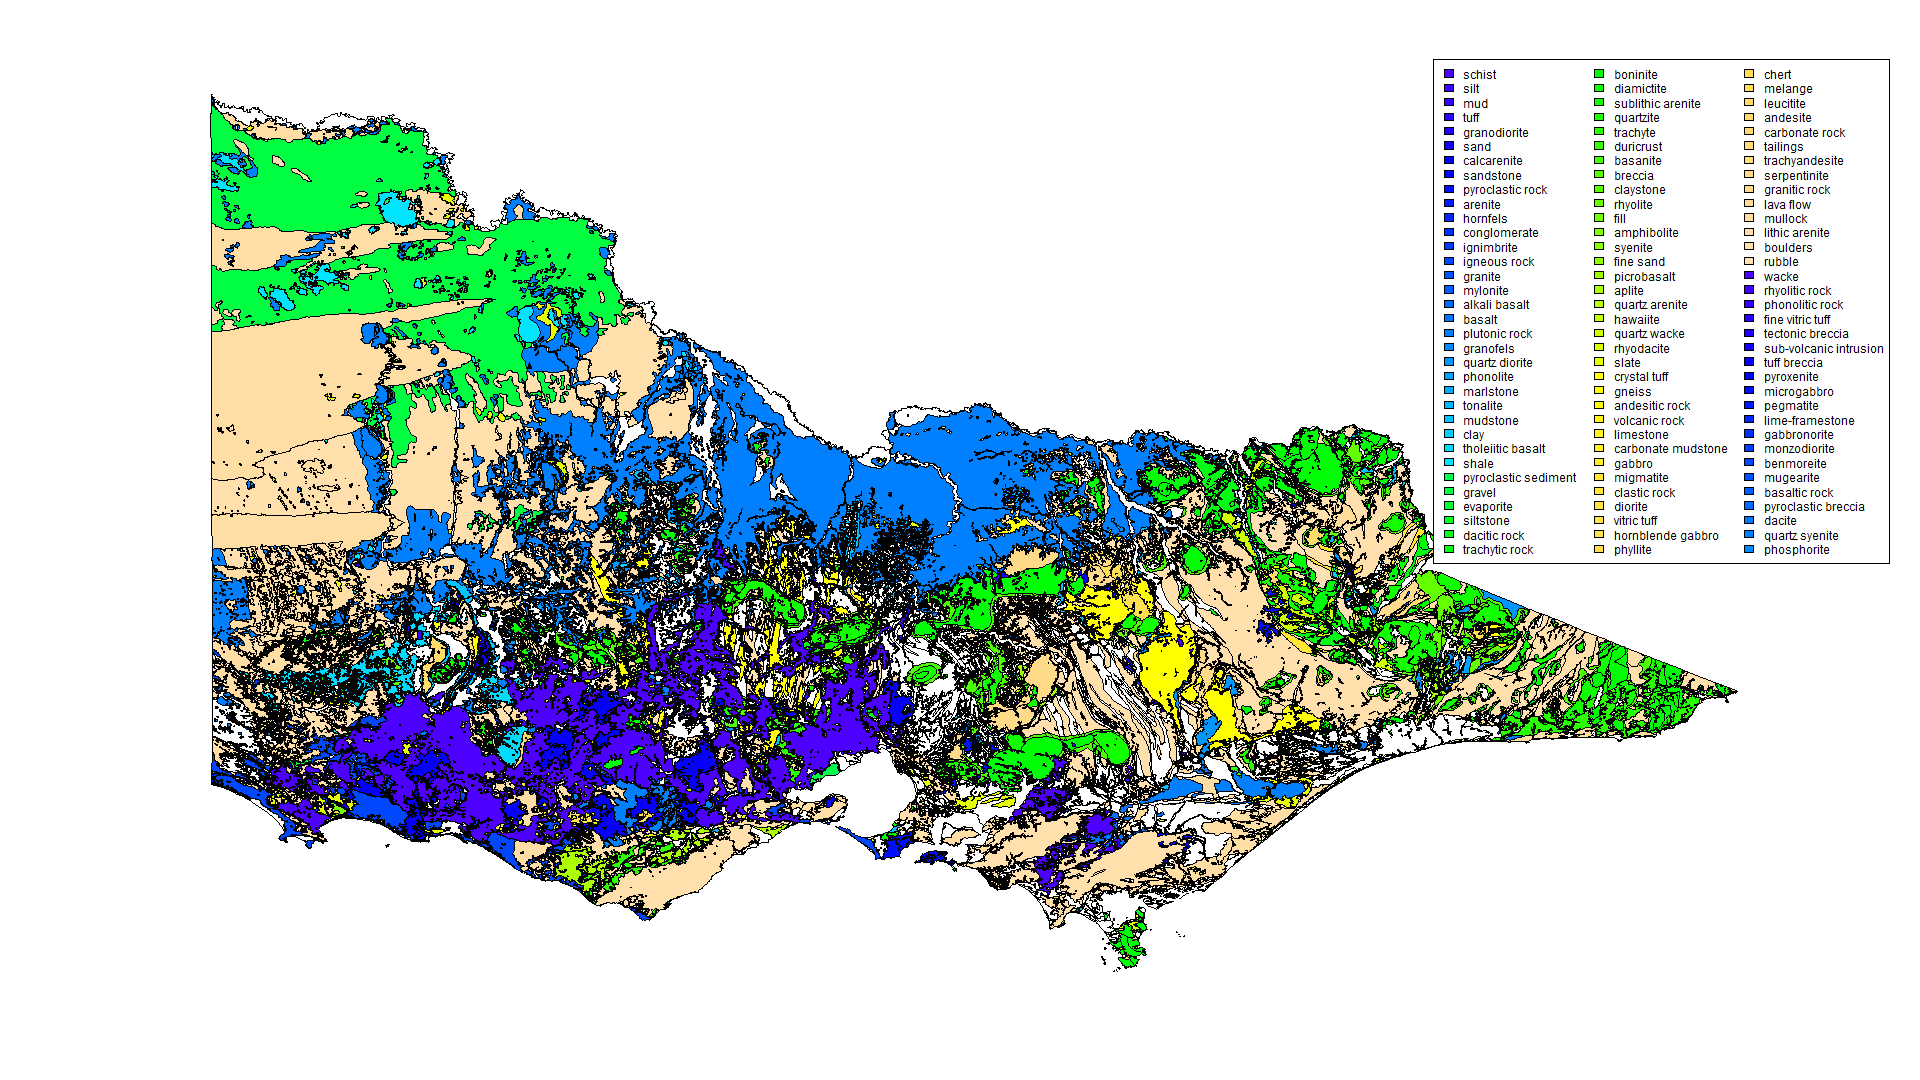 schist
silt
mud
tuff
granodiorite
sand
calcarenite
sandstone
pyroclastic rock
arenite
hornfels
conglomerate
ignimbrite
igneous rock
granite
mylonite
alkali basalt
basalt
plutonic rock
granofels
quartz diorite
phonolite
marlstone
tonalite
mudstone
clay
tholeiitic basalt
shale
pyroclastic sediment
gravel
evaporite
siltstone
dacitic rock
trachytic rock
boninite
diamictite
sublithic arenite
quartzite
trachyte
duricrust
basanite
breccia
claystone
rhyolite
fill
amphibolite
syenite
fine sand
picrobasalt
aplite
quartz arenite
hawaiite
quartz wacke
rhyodacite
slate
crystal tuff
gneiss
andesitic rock
volcanic rock
limestone
carbonate mudstone
gabbro
migmatite
clastic rock
diorite
vitric tuff
hornblende gabbro
phyllite
chert
melange
leucitite
andesite
carbonate rock
tailings
trachyandesite
serpentinite
granitic rock
lava flow
mullock
lithic arenite
boulders
rubble
wacke
rhyolitic rock
phonolitic rock
fine vitric tuff
tectonic breccia
sub-volcanic intrusion
tuff breccia
pyroxenite
microgabbro
pegmatite
lime-framestone
gabbronorite
monzodiorite
benmoreite
mugearite
basaltic rock
pyroclastic breccia
dacite
quartz syenite
phosphorite